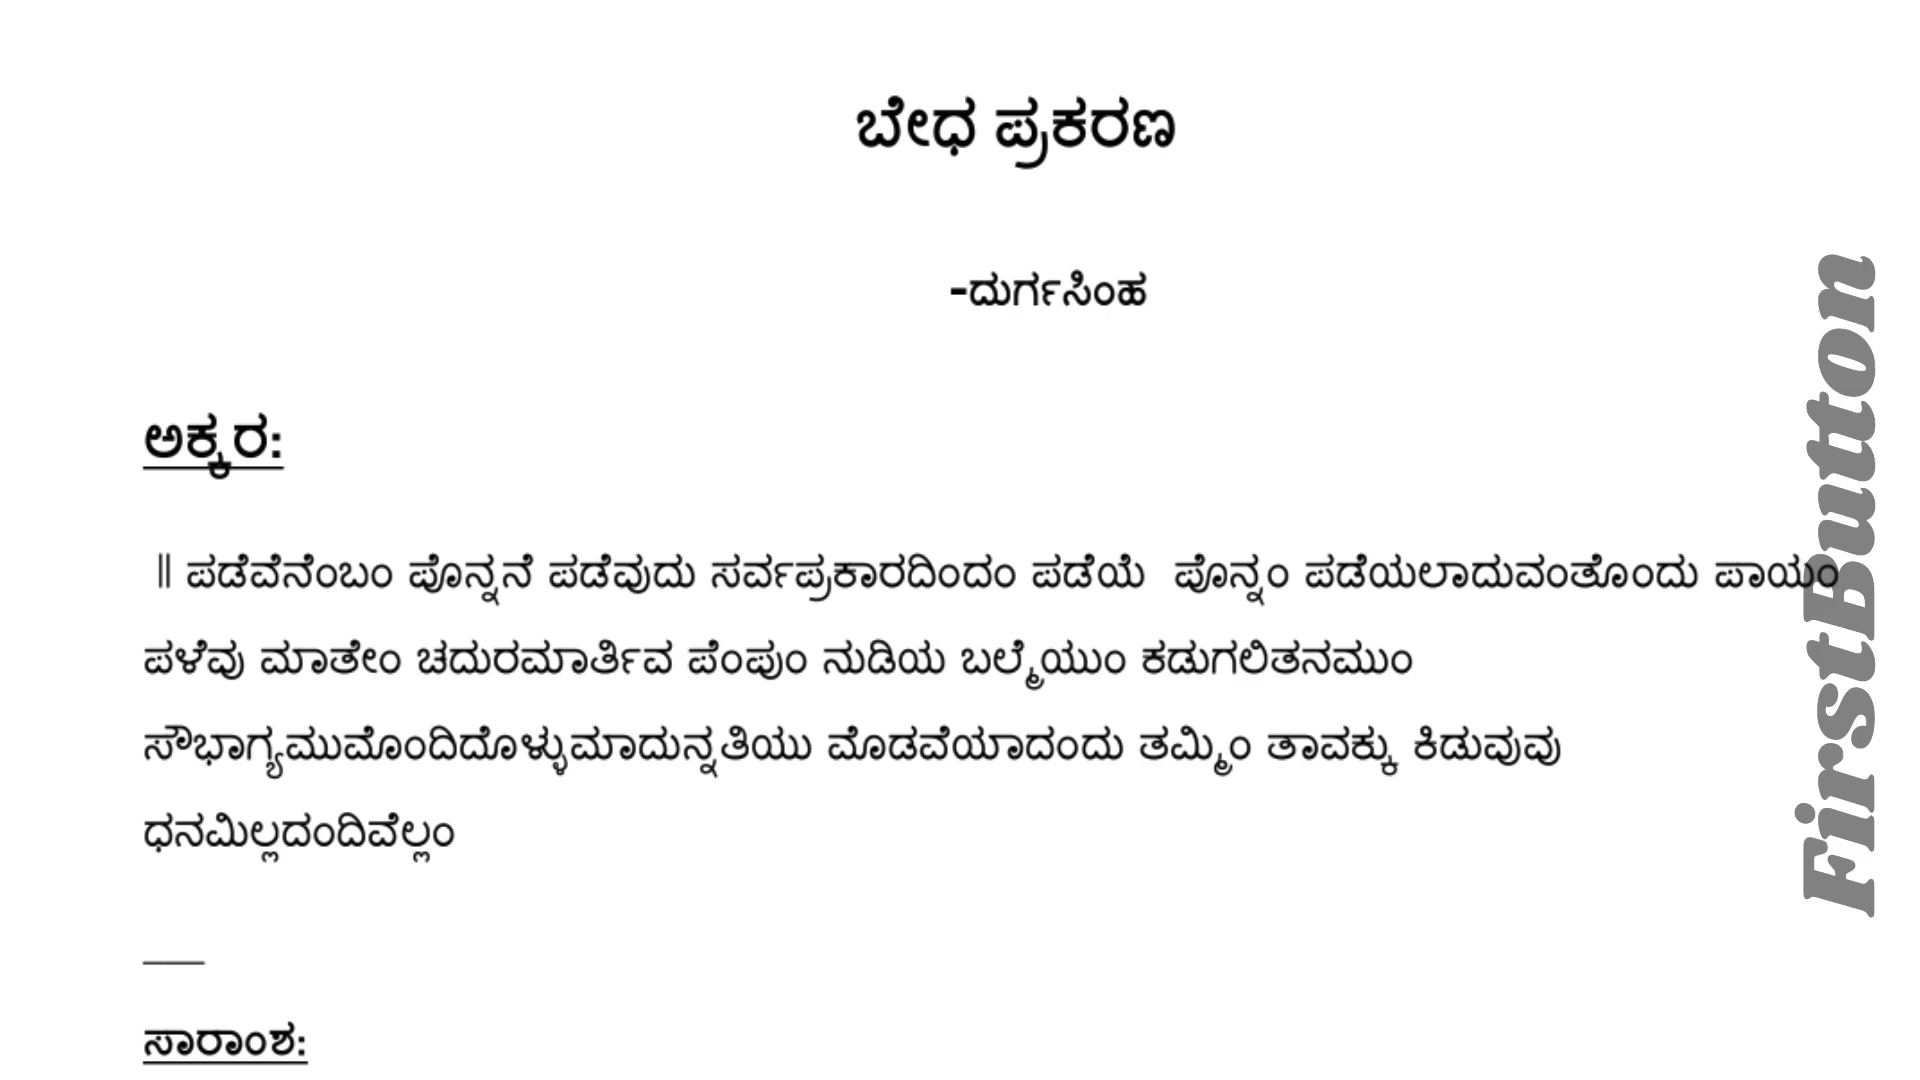 ಬೇಧ ಪ್ರಕರಣ
-ದುರ್ಗಸಿಂಹ
ಅಕ್ಕರ:
॥ ಪಡೆವೆನೆಂಬಂ ಪೊನ್ನನೆ ಪಡೆವುದು ಸರ್ವಪ್ರಕಾರದಿಂದಂ ಪಡೆಯೆ ಪೊನ್ನಂ ಪಡೆಯಲಾದುವಂತೊಂದು ಪಾಯಂ
ಪಳೆವು ಮಾತೇಂ ಚದುರಮಾರ್ತಿವ ಪೆಂಪುಂ ನುಡಿಯ ಬಲ್ಮೆಯುಂ ಕಡುಗಲಿತನಮುಂ
ಸೌಭಾಗ್ಯಮುಮೊಂದಿದೊಳ್ಳುಮಾದುನ್ನತಿಯು ಮೊಡವೆಯಾದಂದು ತಮ್ಮಿಂ ತಾವಕ್ಕು ಕಿಡುವುವು
ಧನಮಿಲ್ಲದಂದಿವೆಲ್ಲಂ
ಸಾರಾಂಶ:
FirstButton